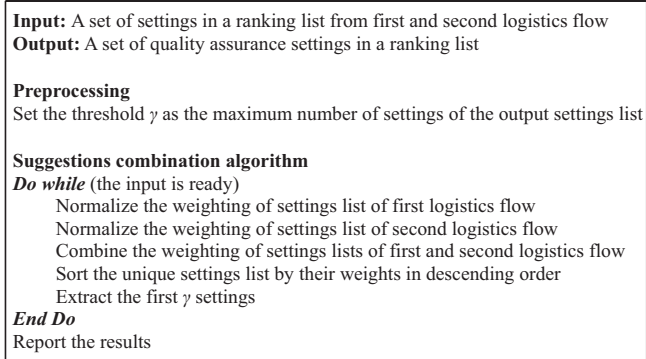 Input: A set of settings in a ranking list from first and second logistics flow
Output: A set of quality assurance settings in a ranking list
Preprocessing
Set the threshold γ as the maximum number of settings of the output settings list
Suggestions combination algorithm
Do while (the input is ready)
Normalize the weighting of settings list of first logistics flow
Normalize the weighting of settings list of second logistics flow
Combine the weighting of settings lists of first and second logistics flow
Sort the unique settings list by their weights in descending order
Extract the first γ settings
End Do
Report the results